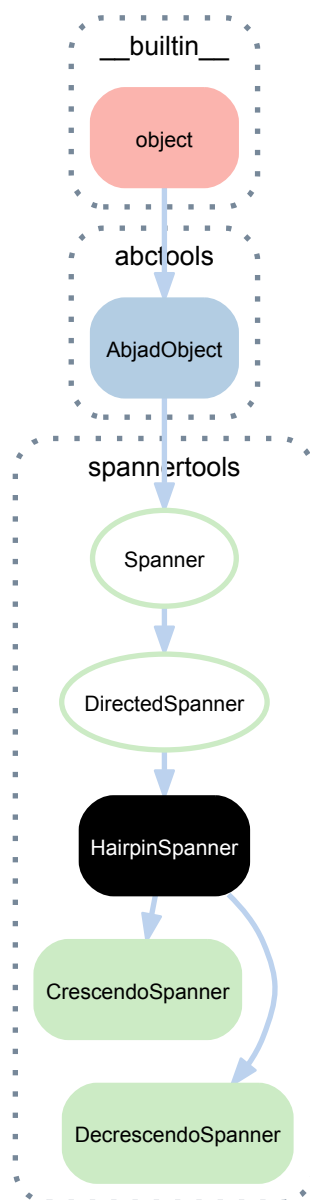 __builtin__
object
abctools
AbjadObject
spannertools
Spanner
DirectedSpanner
HairpinSpanner
CrescendoSpanner
DecrescendoSpanner